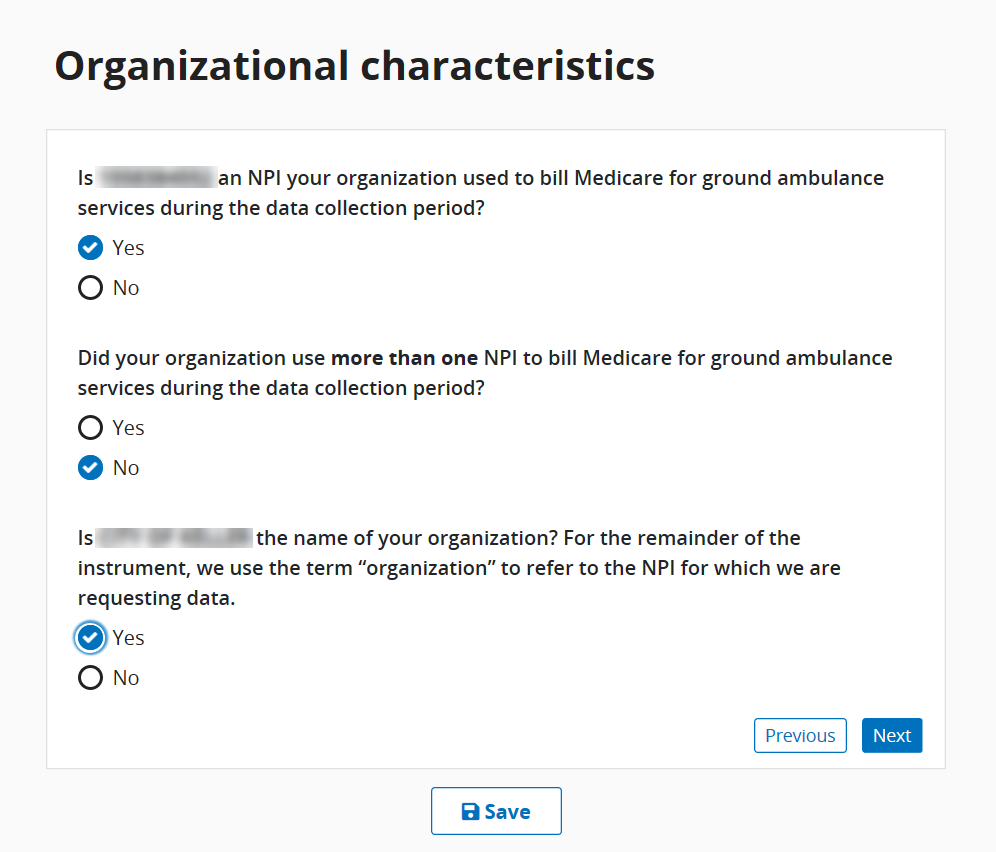 Organizational characteristics
Is an NPI your organization used to bill Medicare for ground ambulance
services during the data collection period?
Yes
No
Did your organization use more than one NPI to bill Medicare for ground ambulance
services during the data collection period?
Yes
No
Is the name of your organization? For the remainder of the
instrument, we use the term “organization” to refer to the NPI for which we are
requesting data.
Yes
No
Previous Next
Save